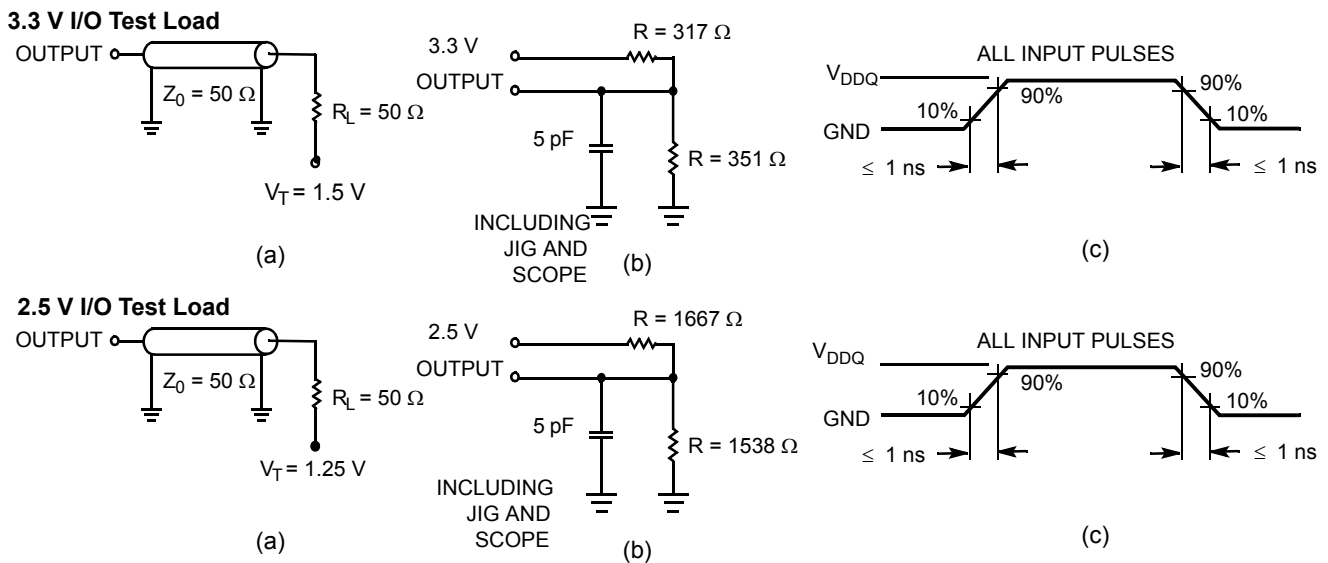 3.3 V I/O Test Load
OUTPUT
Z0 = 50 Ω
RL = 50 Ω
VT = 1.5 V
(a)
3.3 V
OUTPUT
R = 317 Ω
5 pF
R = 351 Ω
INCLUDING
JIG AND
SCOPE
(b)
ALL INPUT PULSES
VDDQ
GND
10%
90%
90%
10%
≤ 1 ns
≤ 1 ns
(c)
2.5 V I/O Test Load
OUTPUT
Z0 = 50 Ω
RL = 50 Ω
VT = 1.25 V
(a)
2.5 V
OUTPUT
R = 1667 Ω
5 pF
R = 1538 Ω
INCLUDING
JIG AND
SCOPE
(b)
ALL INPUT PULSES
VDDQ
GND
10%
90%
90%
10%
≤ 1 ns
≤ 1 ns
(c)